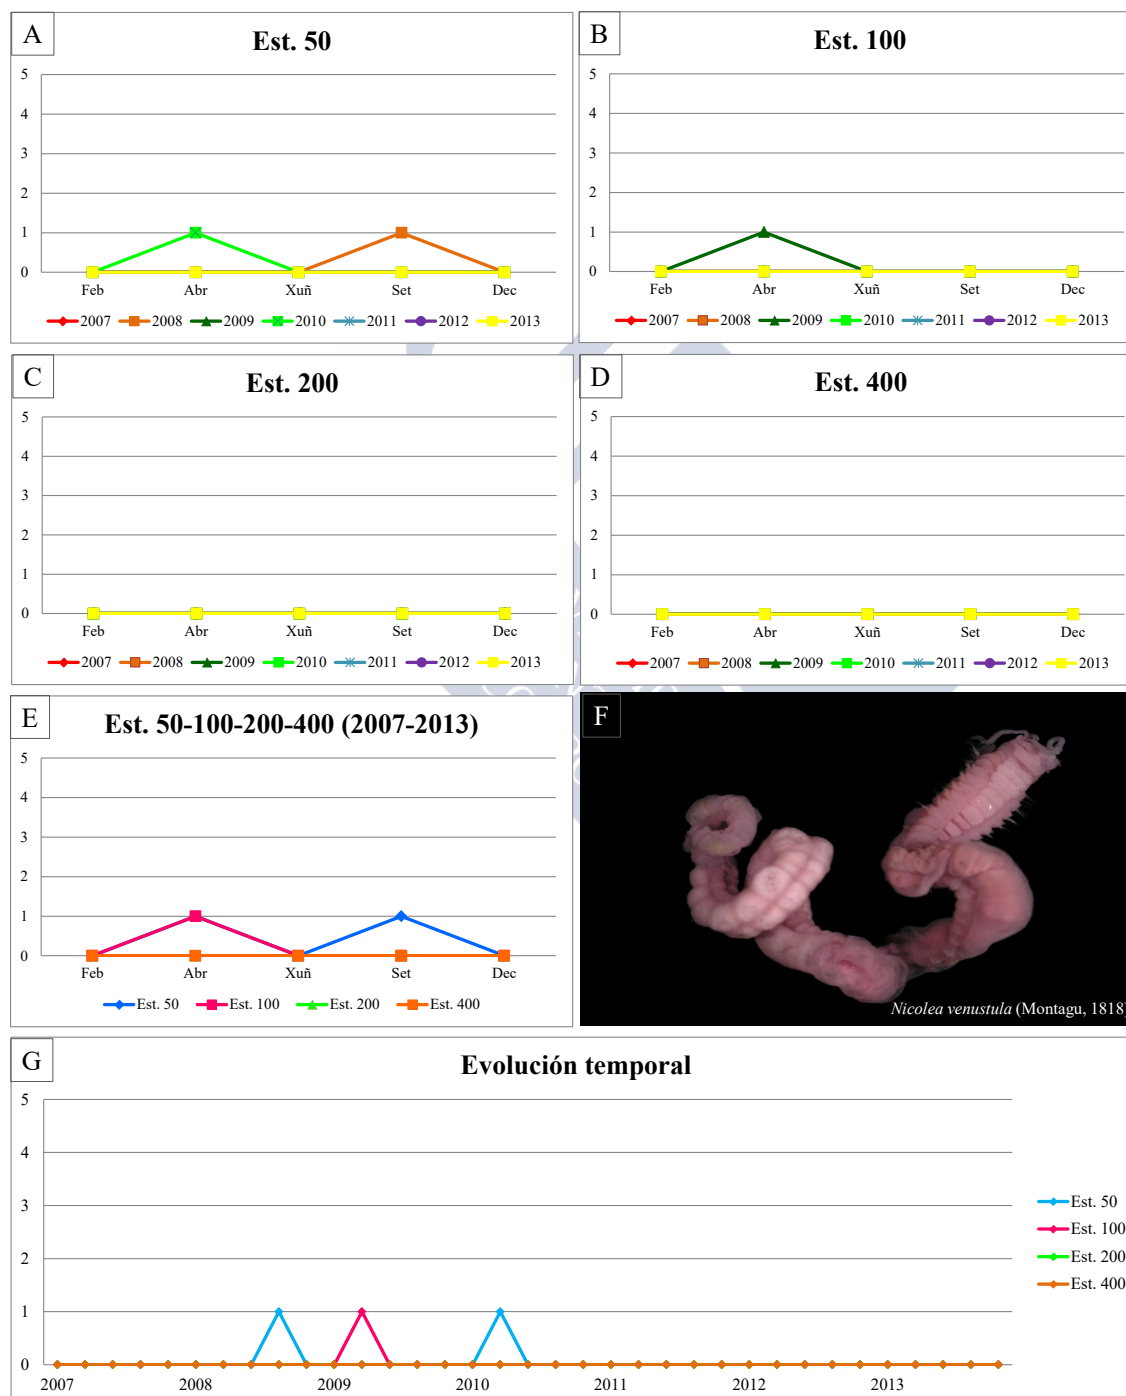 A
Est. 50
5
4
3
2
1
0
Feb Abr Xuñ Set Dec
2007 2008 2009 2010 2011 2012 2013
B
Est. 100
5
4
3
2
1
0
Feb Abr Xuñ Set Dec
2007 2008 2009 2010 2011 2012 2013
C
Est. 200
5
4
3
2
1
0
Feb Abr Xuñ Set Dec
2007 2008 2009 2010 2011 2012 2013
D
Est. 400
5
4
3
2
1
0
Feb Abr Xuñ Set Dec
2007 2008 2009 2010 2011 2012 2013
E
Est. 50-100-200-400 (2007-2013)
5
4
3
2
1
0
Feb Abr Xuñ Set Dec
Est. 50 Est. 100 Est. 200 Est. 400
F
Nicolea venustula (Montagu, 1818)
G
Evolución temporal
5
4
3
2
1
0
2007 2008 2009 2010 2011 2012 2013
Est. 50
Est. 100
Est. 200
Est. 400